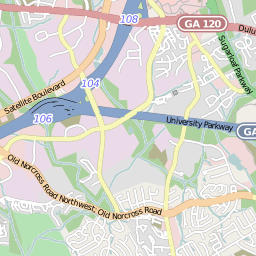 108
GA 120
Dulu
Sugarloaf Parkway
104
Satellite Boulevard
106
University Parkway
GA
Old Norcross Road Northwest
Old Norcross Road